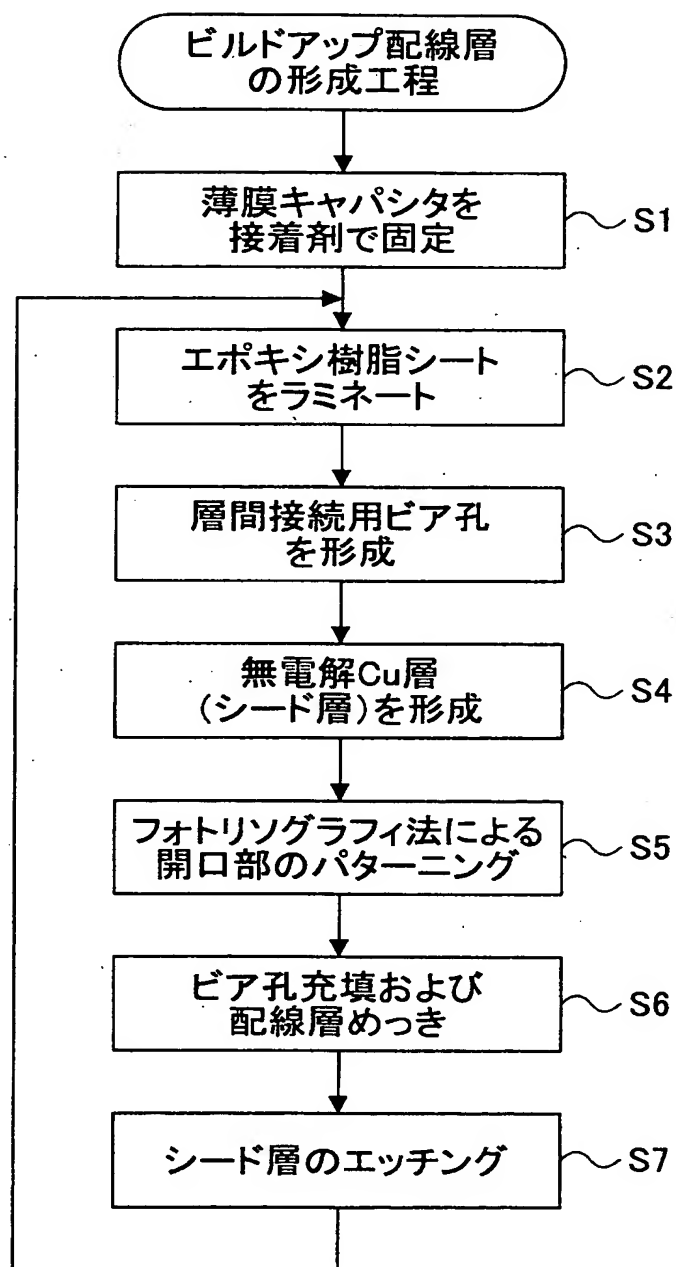 ビルドアップ配線層
の形成工程
薄膜キャパシタを
接着剤で固定
S1
エポキシ樹脂シート
をラミネート
S2
層間接続用ビア孔
を形成
S3
無電解Cu層
(シード層)を形成
S4
フォトリソグラフィ法による
開口部のパターニング
S5
ビア孔充填および
配線層めっき
S6
シード層のエッチング
S7